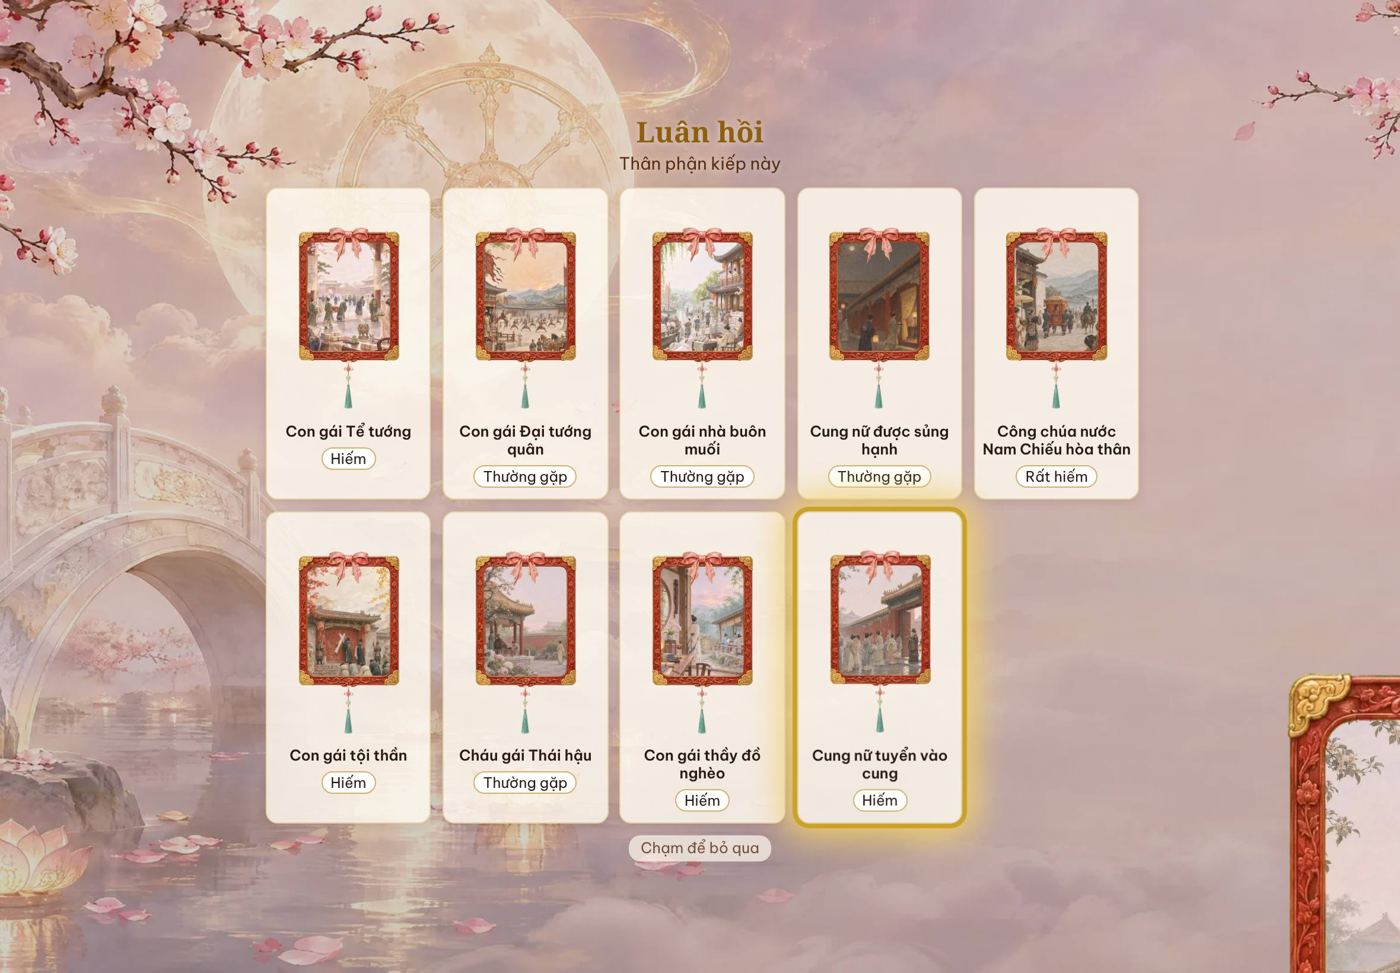 Luân hồi
Thân phận kiếp này
Con gái Tể tướng
Hiếm
Con gái Đại tướng
quân
Thường gặp
Con gái nhà buôn
muối
Thường gặp
Cung nữ được sủng
hạnh
Thường gặp
Công chúa nước
Nam Chiếu hòa thân
Rất hiếm
Con gái tội thần
Hiếm
Cháu gái Thái hậu
Thường gặp
Con gái thầy đồ
nghèo
Hiếm
Cung nữ tuyển vào
cung
Hiếm
Chạm để bỏ qua